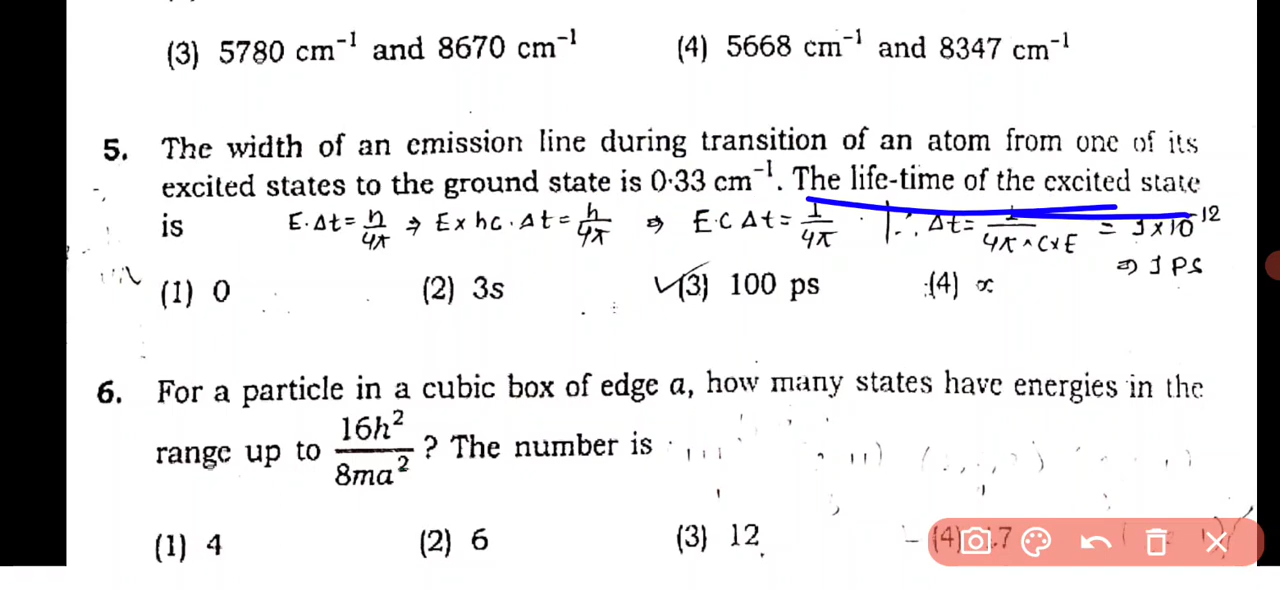 (3) 5780 cm⁻¹ and 8670 cm⁻¹ (4) 5668 cm⁻¹ and 8347 cm⁻¹
5. The width of an emission line during transition of an atom from one of its
excited states to the ground state is 0·33 cm⁻¹. The life-time of the excited state
is E·Δt = h/4π ⇒ E x hc · Δt = h/4π ⇒ E·C Δt = 1/4π ∴ Δt = 1/4π × C×E = 1 x 10⁻¹²
⇒ 1 PS
(1) 0 (2) 3s ✓(3) 100 ps (4) ∝
6. For a particle in a cubic box of edge a, how many states have energies in the
range up to 16h²/8ma² ? The number is
(1) 4 (2) 6 (3) 12 (4) 17